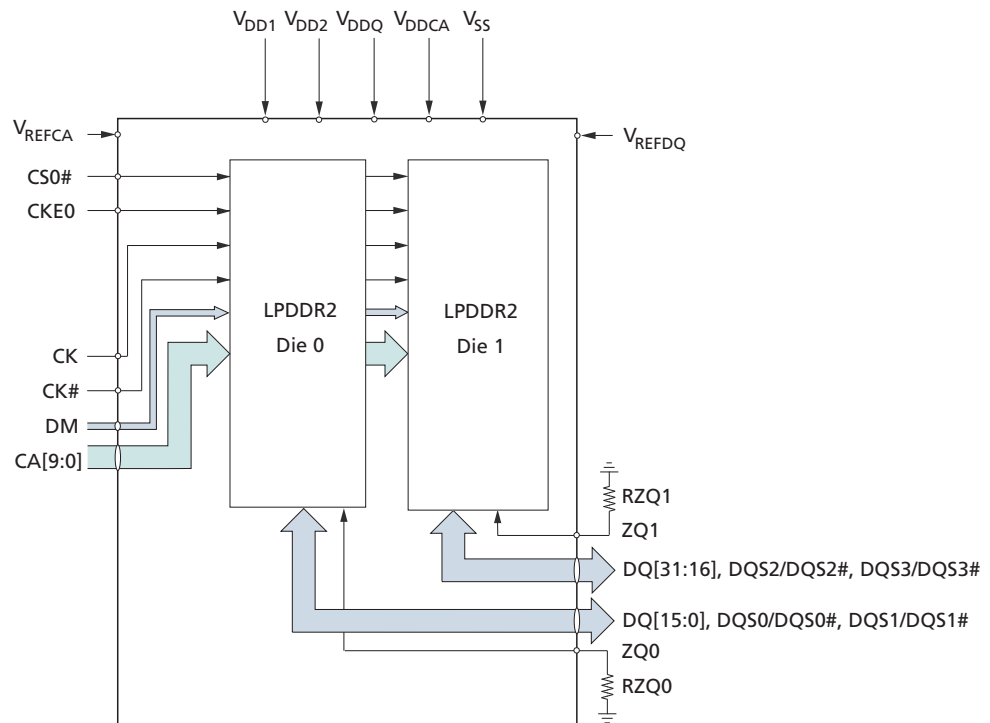 VDD1 VDD2 VDDQ VDDCA VSS
VREFCA
VREFDQ
CS0#
CKE0
LPDDR2
Die 0
LPDDR2
Die 1
CK
CK#
DM
CA[9:0]
RZQ1
ZQ1
DQ[31:16], DQS2/DQS2#, DQS3/DQS3#
DQ[15:0], DQS0/DQS0#, DQS1/DQS1#
ZQ0
RZQ0